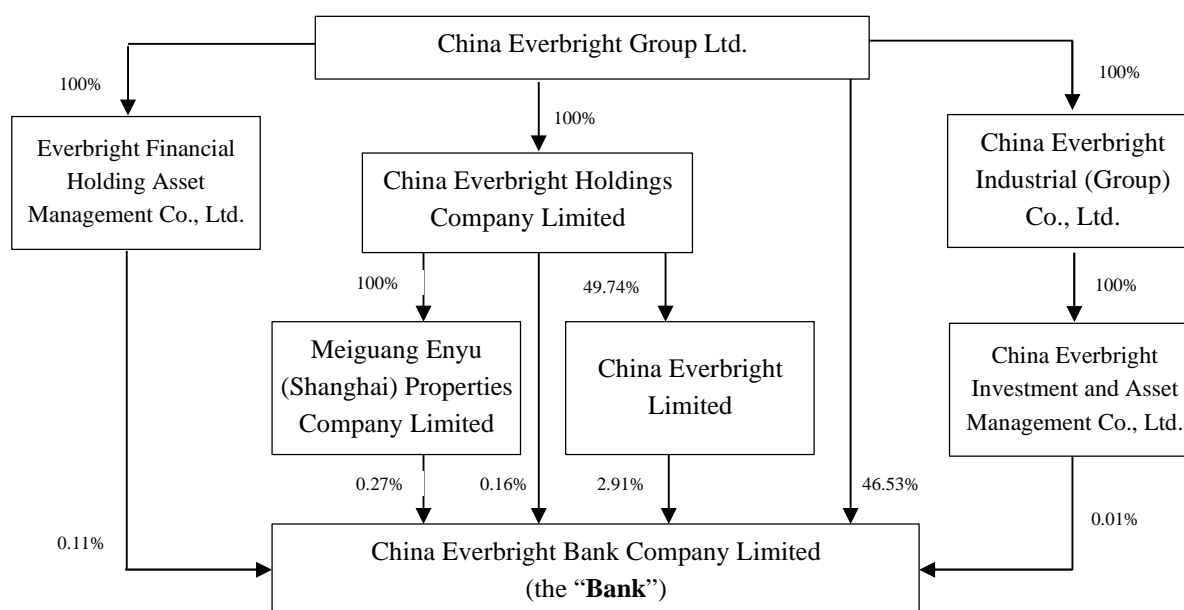 China Everbright Group Ltd.
100%
100%
100%
Everbright Financial
Holding Asset
Management Co., Ltd.
China Everbright Holdings
Company Limited
China Everbright
Industrial (Group)
Co., Ltd.
100%
49.74%
100%
Meiguang Enyu
(Shanghai) Properties
Company Limited
China Everbright
Limited
China Everbright
Investment and Asset
Management Co., Ltd.
0.27%
0.16%
2.91%
46.53%
0.11%
0.01%
China Everbright Bank Company Limited
(the “Bank”)